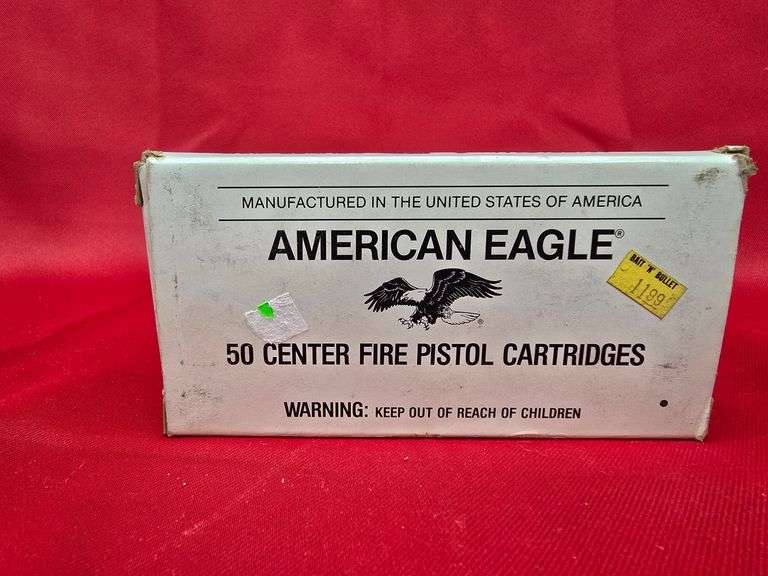 MANUFACTURED IN THE UNITED STATES OF AMERICA
AMERICAN EAGLE®
BAIT 'N' BULLET
1199
®
50 CENTER FIRE PISTOL CARTRIDGES
WARNING: KEEP OUT OF REACH OF CHILDREN